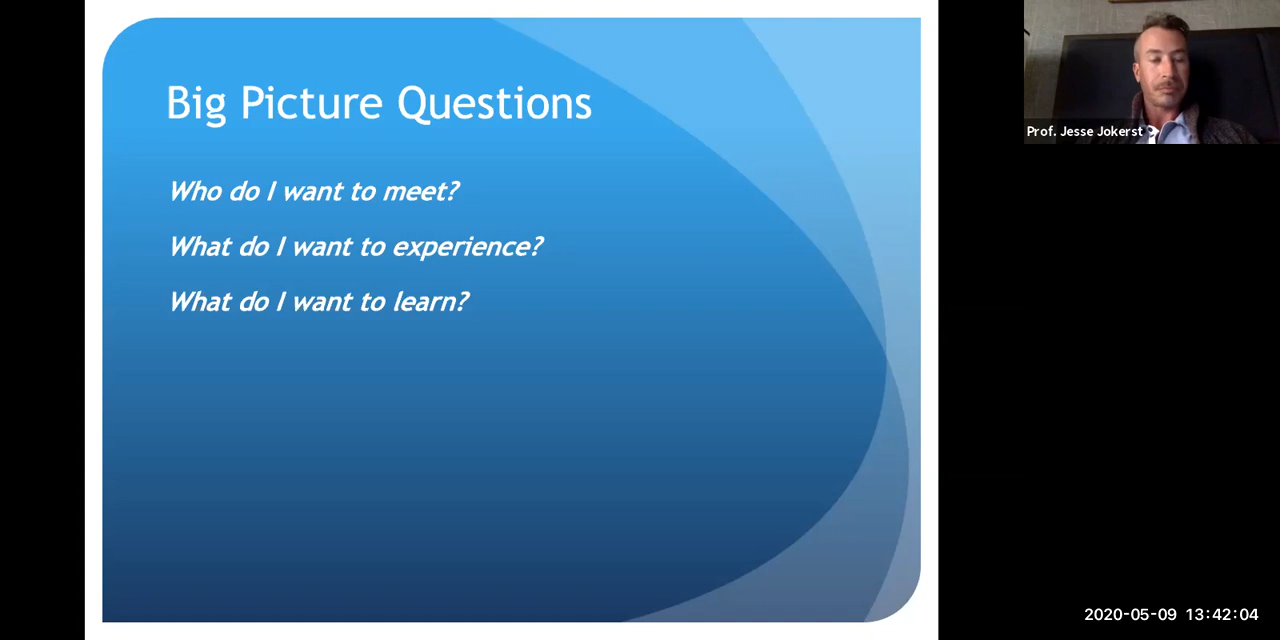 Big Picture Questions
Who do I want to meet?
What do I want to experience?
What do I want to learn?
Prof. Jesse Jokerst
2020-05-09 13:42:04